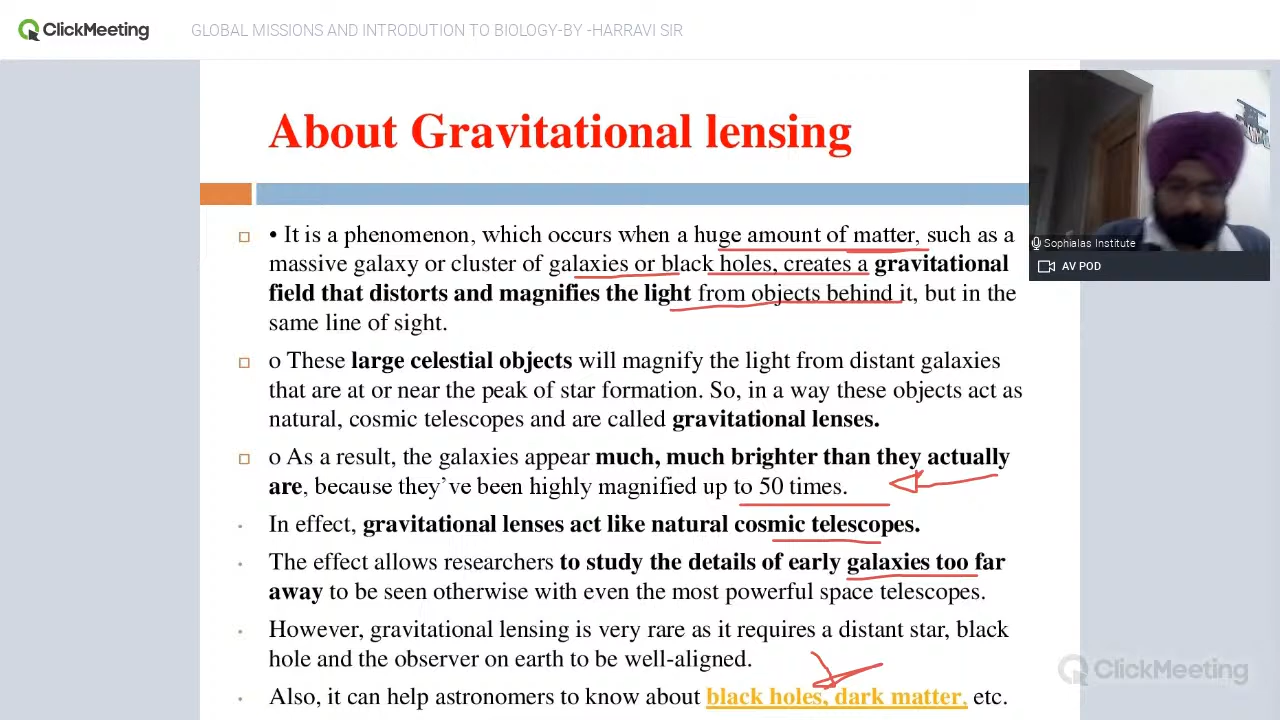 ClickMeeting
GLOBAL MISSIONS AND INTRODUTION TO BIOLOGY-BY -HARRAVI SIR
About Gravitational lensing
• It is a phenomenon, which occurs when a huge amount of matter, such as a
massive galaxy or cluster of galaxies or black holes, creates a gravitational
field that distorts and magnifies the light from objects behind it, but in the
same line of sight.
o These large celestial objects will magnify the light from distant galaxies
that are at or near the peak of star formation. So, in a way these objects act as
natural, cosmic telescopes and are called gravitational lenses.
o As a result, the galaxies appear much, much brighter than they actually
are, because they’ve been highly magnified up to 50 times.
In effect, gravitational lenses act like natural cosmic telescopes.
The effect allows researchers to study the details of early galaxies too far
away to be seen otherwise with even the most powerful space telescopes.
However, gravitational lensing is very rare as it requires a distant star, black
hole and the observer on earth to be well-aligned.
Also, it can help astronomers to know about black holes, dark matter, etc.
Sophialas Institute
AV POD
ClickMeeting